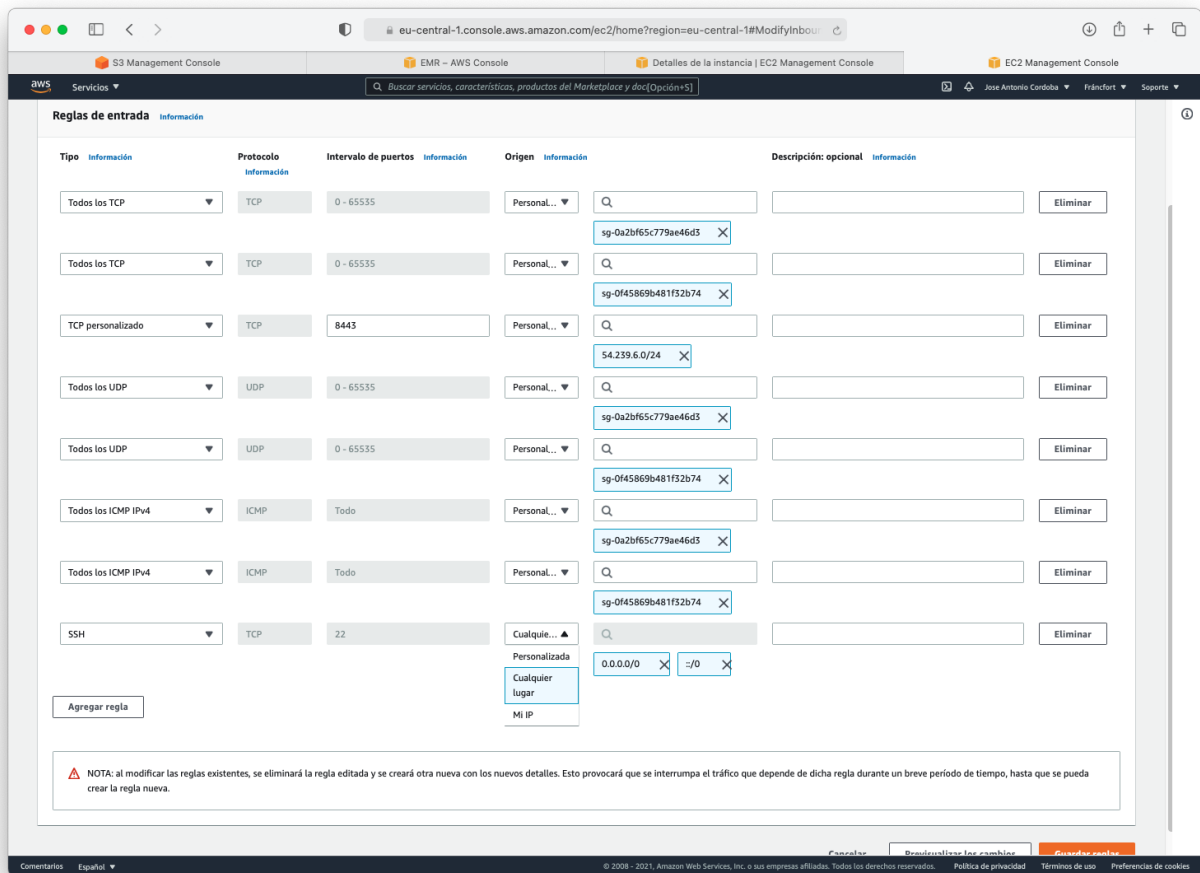 eu-central-1.console.aws.amazon.com/ec2/home?region=eu-central-1#ModifyInbou
S3 Management Console
EMR – AWS Console
Detalles de la instancia | EC2 Management Console
EC2 Management Console
aws
Servicios
Buscar servicios, características, productos del Marketplace y doc[Opción+S]
Jose Antonio Cordoba
Fráncfort
Soporte
Reglas de entrada Información
Tipo Información
Protocolo
Información
Intervalo de puertos Información
Origen Información
Descripción: opcional Información
Todos los TCP TCP 0 - 65535 Personal... Eliminar
sg-0a2bf65c779ae46d3
Todos los TCP TCP 0 - 65535 Personal... Eliminar
sg-0f45869b481f32b74
TCP personalizado TCP 8443 Personal... Eliminar
54.239.6.0/24
Todos los UDP UDP 0 - 65535 Personal... Eliminar
sg-0a2bf65c779ae46d3
Todos los UDP UDP 0 - 65535 Personal... Eliminar
sg-0f45869b481f32b74
Todos los ICMP IPv4 ICMP Todo Personal... Eliminar
sg-0a2bf65c779ae46d3
Todos los ICMP IPv4 ICMP Todo Personal... Eliminar
sg-0f45869b481f32b74
SSH TCP 22 Cualquie... Eliminar
0.0.0.0/0 ::/0
Personalizada
Cualquier
lugar
Mi IP
Agregar regla
NOTA: al modificar las reglas existentes, se eliminará la regla editada y se creará otra nueva con los nuevos detalles. Esto provocará que se interrumpa el tráfico que depende de dicha regla durante un breve período de tiempo, hasta que se pueda
crear la regla nueva.
Cancelar Previsualizar los cambios Guardar reglas
Comentarios Español © 2008 - 2021, Amazon Web Services, Inc. o sus empresas afiliadas. Todos los derechos reservados. Política de privacidad Términos de uso Preferencias de cookies